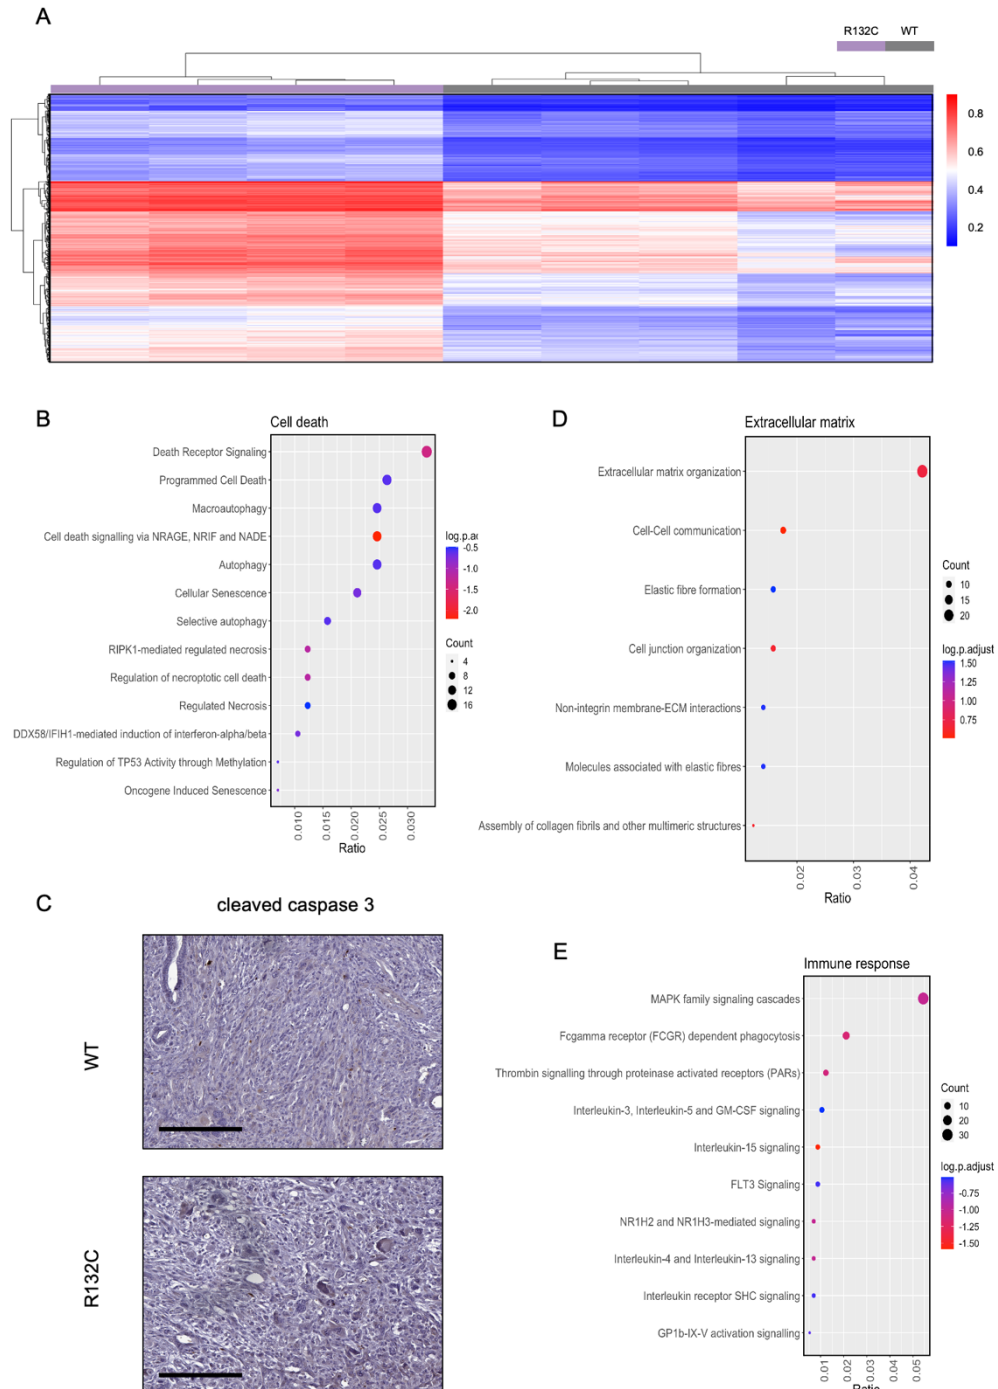 A
R132C WT
0.8
0.6
0.4
0.2
B
Cell death
Death Receptor Signaling
Programmed Cell Death
Macroautophagy
Cell death signalling via NRAGE, NRIF and NADE
Autophagy
Cellular Senescence
Selective autophagy
RIPK1-mediated regulated necrosis
Regulation of necroptotic cell death
Regulated Necrosis
DDX58/IFIH1-mediated induction of interferon-alpha/beta
Regulation of TP53 Activity through Methylation
Oncogene Induced Senescence
0.010 0.015 0.020 0.025 0.030
Ratio
log.p.ac
-0.5
-1.0
-1.5
-2.0
Count
4
8
12
16
D
Extracellular matrix
Extracellular matrix organization
Cell-Cell communication
Elastic fibre formation
Cell junction organization
Non-integrin membrane-ECM interactions
Molecules associated with elastic fibres
Assembly of collagen fibrils and other multimeric structures
0.02 0.03 0.04
Ratio
Count
10
15
20
log.p.adjust
1.50
1.25
1.00
0.75
C
cleaved caspase 3
WT
R132C
E
Immune response
MAPK family signaling cascades
Fcgamma receptor (FCGR) dependent phagocytosis
Thrombin signalling through proteinase activated receptors (PARs)
Interleukin-3, Interleukin-5 and GM-CSF signaling
Interleukin-15 signaling
FLT3 Signaling
NR1H2 and NR1H3-mediated signaling
Interleukin-4 and Interleukin-13 signaling
Interleukin receptor SHC signaling
GP1b-IX-V activation signalling
0.01 0.02 0.03 0.04 0.05
Ratio
Count
10
20
30
log.p.adjust
-0.75
-1.00
-1.25
-1.50